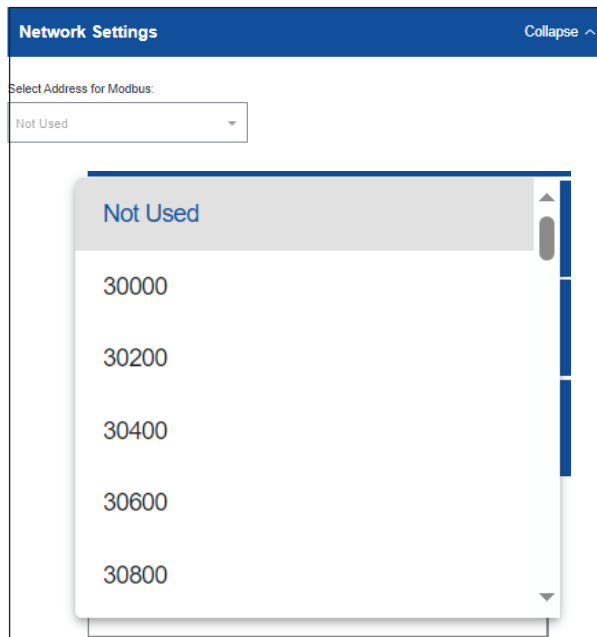 Network Settings
Collapse
Select Address for Modbus:
Not Used
Not Used
30000
30200
30400
30600
30800